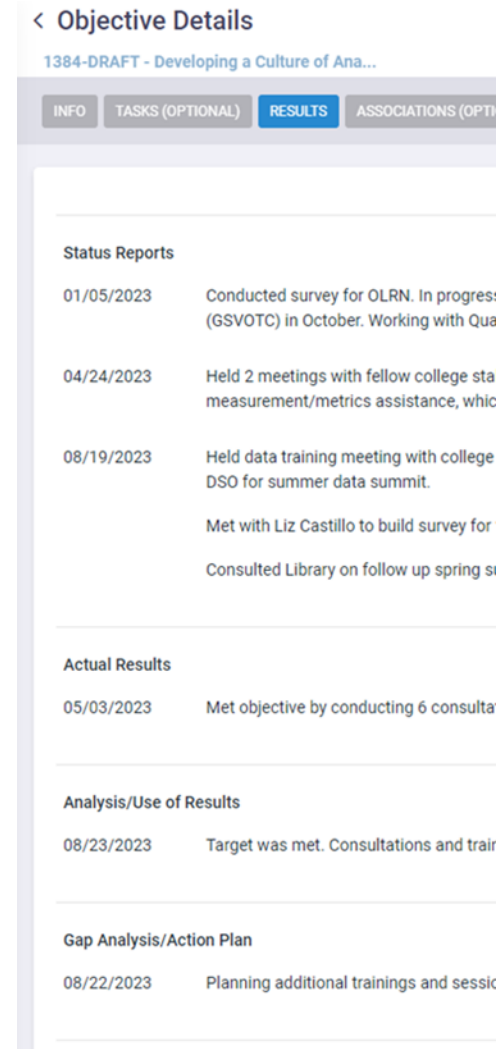 < Objective Details
1384-DRAFT - Developing a Culture of Ana...
INFO TASKS (OPTIONAL) RESULTS ASSOCIATIONS (OPTI
Status Reports
01/05/2023 Conducted survey for OLRN. In progress
(GSVOTC) in October. Working with Qua
04/24/2023 Held 2 meetings with fellow college sta
measurement/metrics assistance, whic
08/19/2023 Held data training meeting with college
DSO for summer data summit.
Met with Liz Castillo to build survey for
Consulted Library on follow up spring su
Actual Results
05/03/2023 Met objective by conducting 6 consulta
Analysis/Use of Results
08/23/2023 Target was met. Consultations and train
Gap Analysis/Action Plan
08/22/2023 Planning additional trainings and sessio